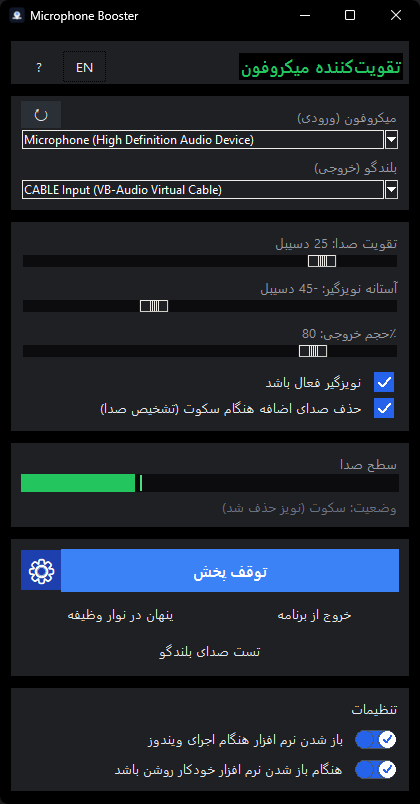 Microphone Booster
تقویت‌کننده میکروفون
EN
?
میکروفون (ورودی)
Microphone (High Definition Audio Device)
بلندگو (خروجی)
CABLE Input (VB-Audio Virtual Cable)
تقویت صدا: 25 دسیبل
آستانه نویزگیر: -45 دسیبل
٪حجم خروجی: 80
نویزگیر فعال باشد
حذف صدای اضافه هنگام سکوت (تشخیص صدا)
سطح صدا
وضعیت: سکوت (نویز حذف شد)
توقف پخش
خروج از برنامه
پنهان در نوار وظیفه
تست صدای بلندگو
تنظیمات
باز شدن نرم افزار هنگام اجرای ویندوز
هنگام باز شدن نرم افزار خودکار روشن باشد